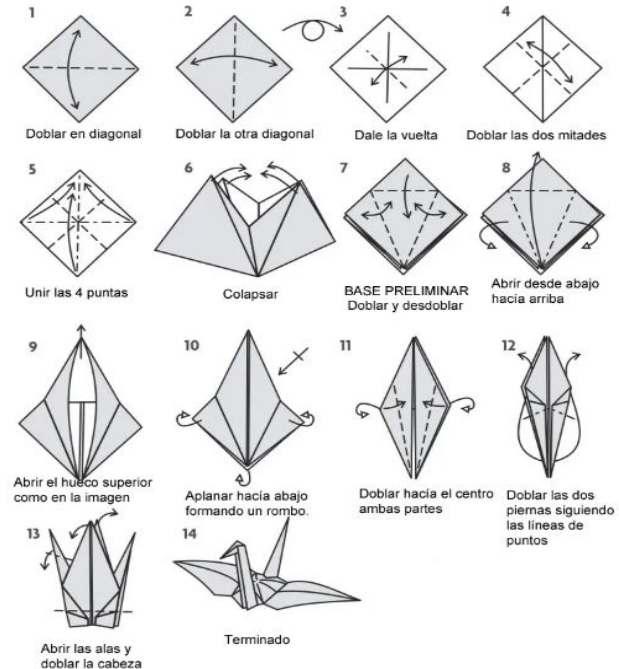 1
Doblar en diagonal
2
Doblar la otra diagonal
3
Dale la vuelta
4
Doblar las dos mitades
5
Unir las 4 puntas
6
Colapsar
7
BASE PRELIMINAR
Doblar y desdoblar
8
Abrir desde abajo
hacía arriba
9
Abrir el hueco superior
como en la imagen
10
Aplanar hacía abajo
formando un rombo.
11
Doblar hacía el centro
ambas partes
12
Doblar las dos
piernas siguiendo
las líneas de
puntos
13
Abrir las alas y
doblar la cabeza
14
Terminado